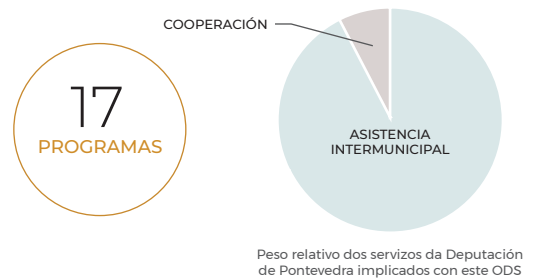 17
PROGRAMAS
COOPERACIÓN
ASISTENCIA
INTERMUNICIPAL
Peso relativo dos servizos da Deputación
de Pontevedra implicados con este ODS